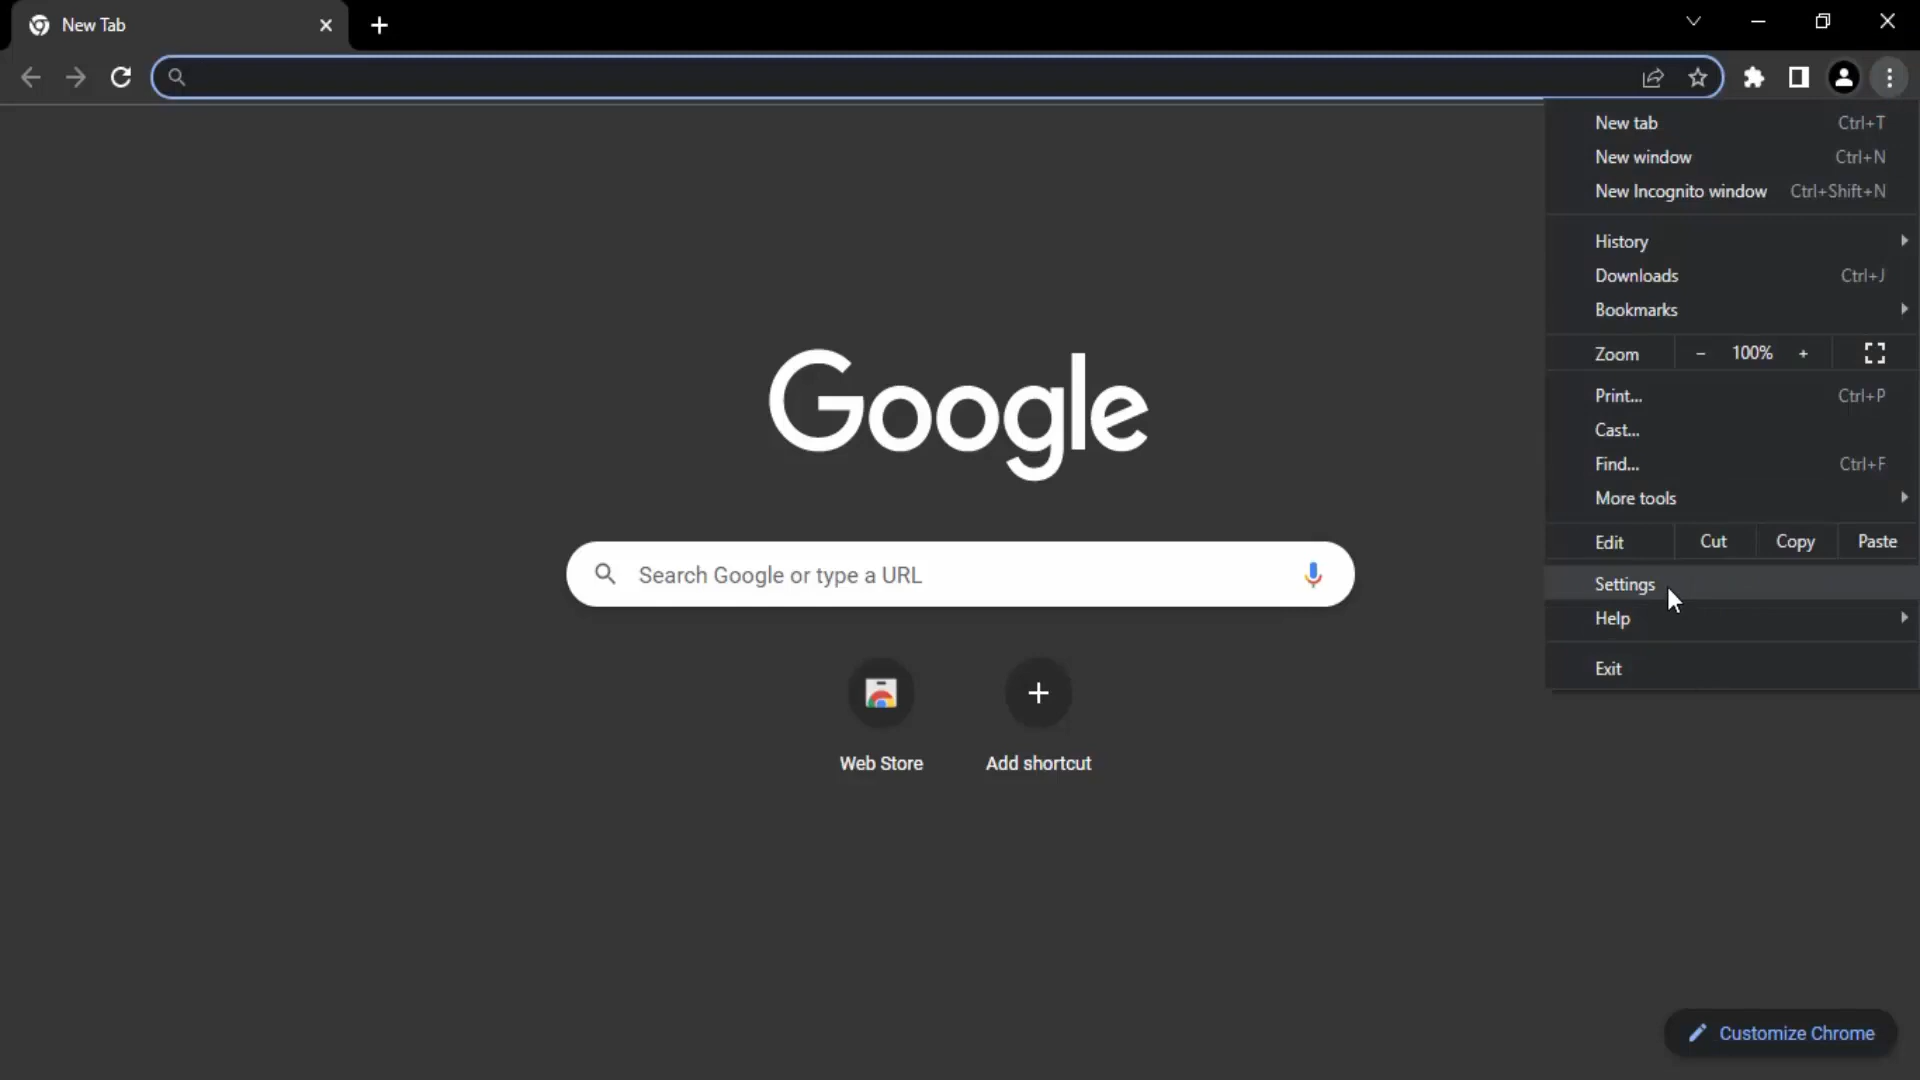 New Tab
New tab Ctrl+T
New window Ctrl+N
New Incognito window Ctrl+Shift+N
History
Downloads Ctrl+J
Bookmarks
Zoom - 100% +
Print... Ctrl+P
Cast...
Find... Ctrl+F
More tools
Edit Cut Copy Paste
Settings
Help
Exit
Google
Search Google or type a URL
Web Store
Add shortcut
Customize Chrome